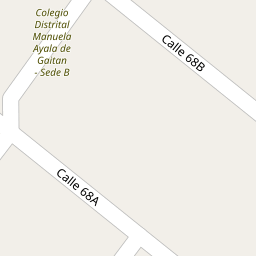 Colegio
Distrital
Manuela
Ayala de
Gaitan
- Sede B
Calle 68B
Calle 68A